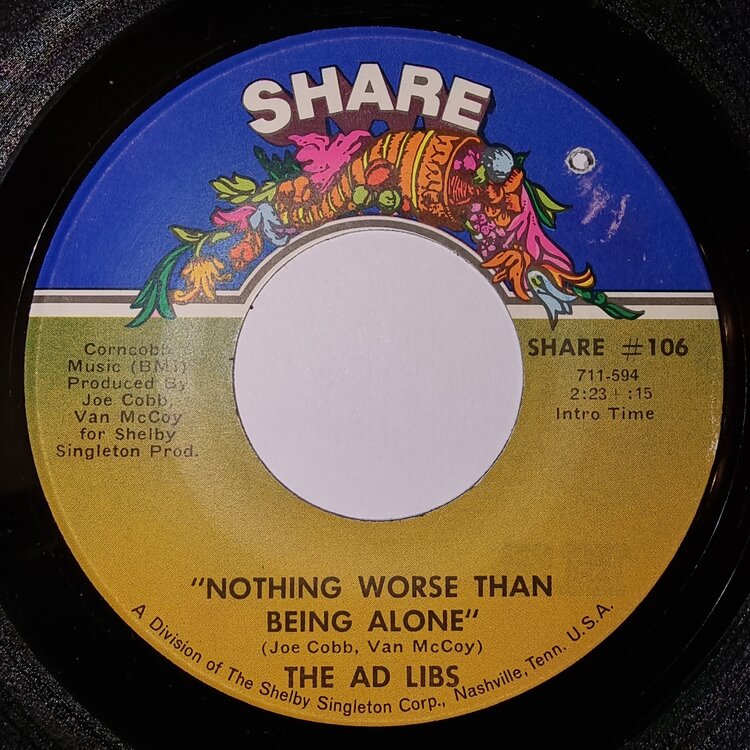 SHARE
Corncobb
Music (BMI)
Produced By
Joe Cobb,
Van McCoy
for Shelby
Singleton Prod.
SHARE #106
711-594
2:23 + :15
Intro Time
"NOTHING WORSE THAN
BEING ALONE"
(Joe Cobb, Van McCoy)
THE AD LIBS
A Division of The Shelby Singleton Corp., Nashville, Tenn. U.S.A.